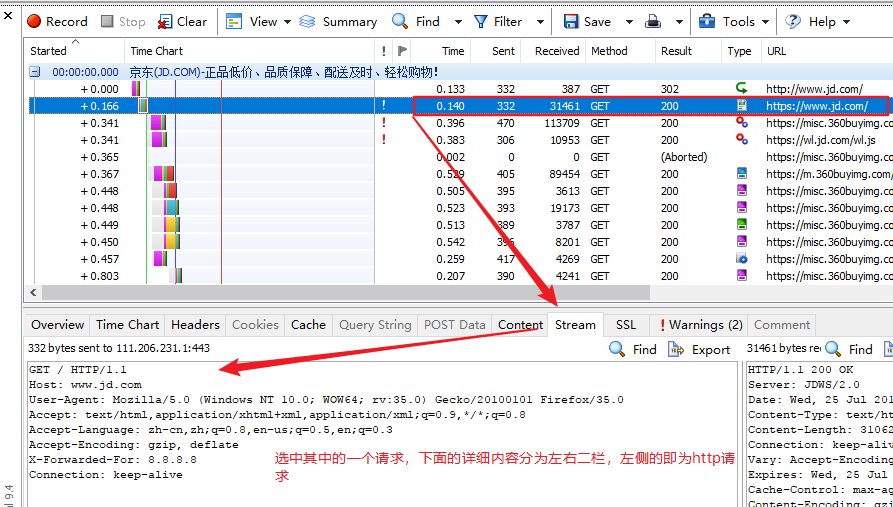 Record Stop Clear View Summary Find Filter Save Tools Help
Started Time Chart ! Time Sent Received Method Result Type URL
00:00:00.000 京东(JD.COM)-正品低价、品质保障、配送及时、轻松购物!
+ 0.000 0.133 332 387 GET 302 http://www.jd.com/
+ 0.166 ! 0.140 332 31461 GET 200 https://www.jd.com/
+ 0.341 ! 0.396 470 113709 GET 200 https://misc.360buyimg.co
+ 0.341 ! 0.383 306 10953 GET 200 https://wl.jd.com/wl.js
+ 0.365 0.002 0 0 GET (Aborted) https://misc.360buyimg.co
+ 0.367 0.529 405 89454 GET 200 https://m.360buyimg.com/
+ 0.448 0.505 395 3613 GET 200 https://misc.360buyimg.co
+ 0.448 0.523 393 19173 GET 200 https://misc.360buyimg.co
+ 0.449 0.513 389 3787 GET 200 https://misc.360buyimg.co
+ 0.450 0.542 396 8201 GET 200 https://misc.360buyimg.co
+ 0.457 0.259 417 4269 GET 200 https://misc.360buyimg.co
+ 0.803 0.207 390 4241 GET 200 https://misc.360buyimg.co
Overview Time Chart Headers Cookies Cache Query String POST Data Content Stream SSL ! Warnings (2) Comment
332 bytes sent to 111.206.231.1:443 Find Export 31461 bytes re Find
GET / HTTP/1.1
Host: www.jd.com
User-Agent: Mozilla/5.0 (Windows NT 10.0; WOW64; rv:35.0) Gecko/20100101 Firefox/35.0
Accept: text/html,application/xhtml+xml,application/xml;q=0.9,*/*;q=0.8
Accept-Language: zh-cn,zh;q=0.8,en-us;q=0.5,en;q=0.3
Accept-Encoding: gzip, deflate
X-Forwarded-For: 8.8.8.8
Connection: keep-alive
选中其中的一个请求，下面的详细内容分为左右二栏，左侧的即为http请
求
HTTP/1.1 200 OK
Server: JDWS/2.0
Date: Wed, 25 Jul 201
Content-Type: text/ht
Content-Length: 31062
Connection: keep-aliv
Vary: Accept-Encoding
Expires: Wed, 25 Jul
Cache-Control: max-ag
Content-Encoding: gzi
al 9.4